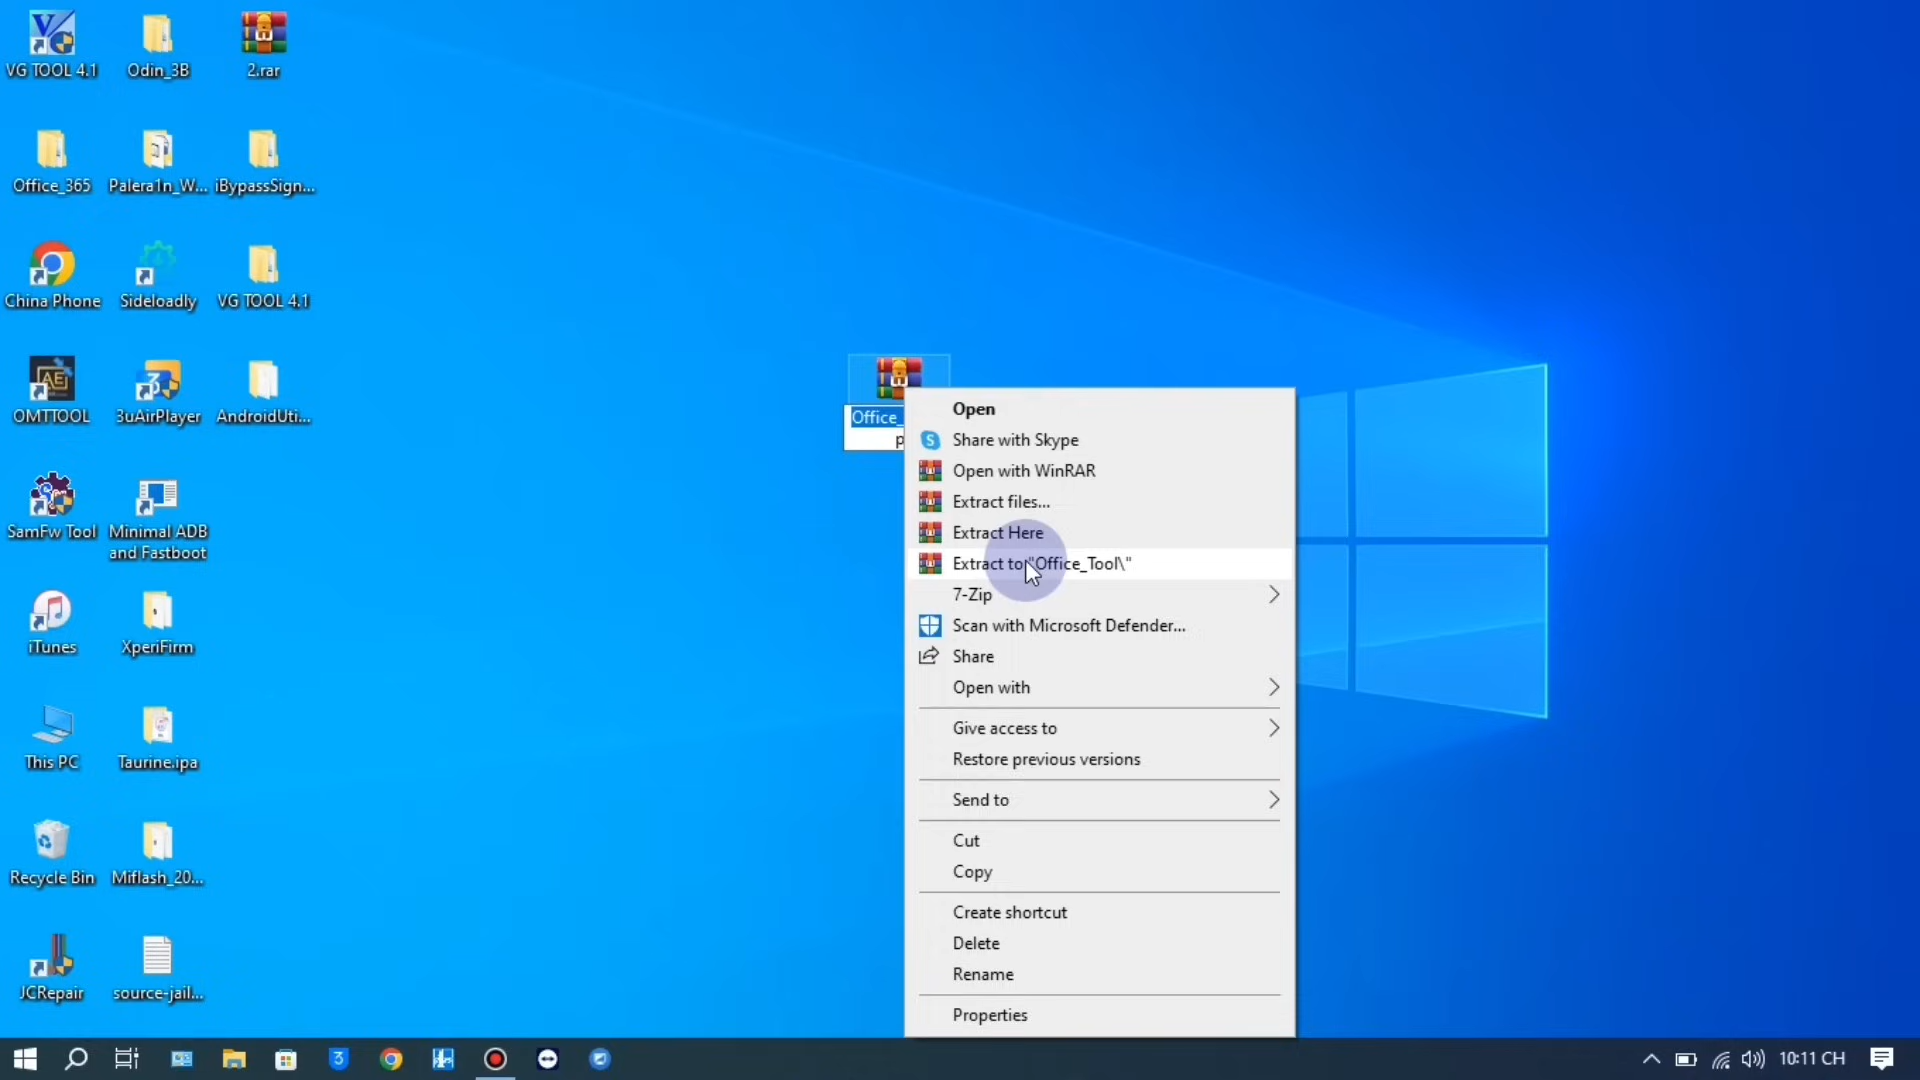 VG TOOL 4.1
Odin_3B
2.rar
Office_365
Palera1n_W...
iBypassSign...
China Phone
Sideloadly
VG TOOL 4.1
OMTTOOL
3uAirPlayer
AndroidUti...
SamFw Tool
Minimal ADB
and Fastboot
iTunes
XperiFirm
This PC
Taurine.ipa
Recycle Bin
Miflash_20...
JCRepair
source-jail...
Office_
p
Open
Share with Skype
Open with WinRAR
Extract files...
Extract Here
Extract to "Office_Tool\"
7-Zip
Scan with Microsoft Defender...
Share
Open with
Give access to
Restore previous versions
Send to
Cut
Copy
Create shortcut
Delete
Rename
Properties
10:11 CH